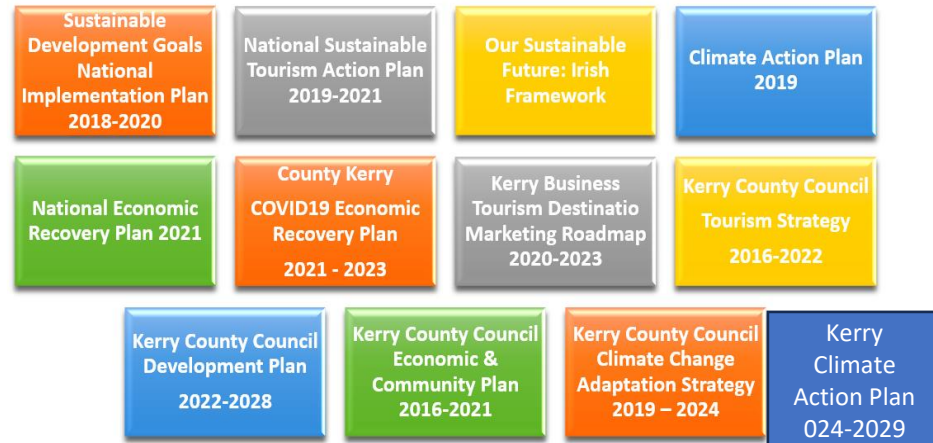 Sustainable
Development Goals
National
Implementation Plan
2018-2020
National Sustainable
Tourism Action Plan
2019-2021
Our Sustainable
Future: Irish
Framework
Climate Action Plan
2019
National Economic
Recovery Plan 2021
County Kerry
COVID19 Economic
Recovery Plan
2021 - 2023
Kerry Business
Tourism Destinatio
Marketing Roadmap
2020-2023
Kerry County Council
Tourism Strategy
2016-2022
Kerry County Council
Development Plan
2022-2028
Kerry County Council
Economic &
Community Plan
2016-2021
Kerry County Council
Climate Change
Adaptation Strategy
2019 – 2024
Kerry
Climate
Action Plan
024-2029